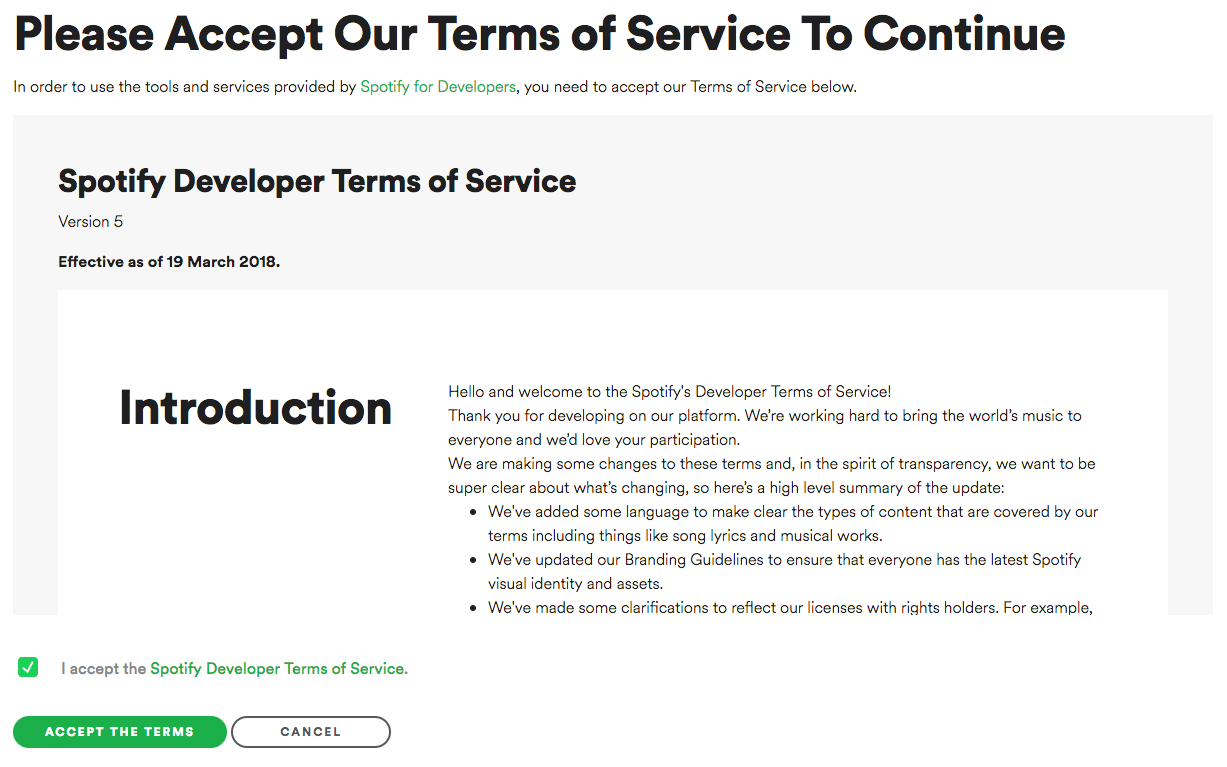 Please Accept Our Terms of Service To Continue
In order to use the tools and services provided by Spotify for Developers, you need to accept our Terms of Service below.
Spotify Developer Terms of Service
Version 5
Effective as of 19 March 2018.
Introduction
Hello and welcome to the Spotify's Developer Terms of Service!
Thank you for developing on our platform. We're working hard to bring the world's music to
everyone and we'd love your participation.
We are making some changes to these terms and, in the spirit of transparency, we want to be
super clear about what's changing, so here's a high level summary of the update:
• We've added some language to make clear the types of content that are covered by our
terms including things like song lyrics and musical works.
• We've updated our Branding Guidelines to ensure that everyone has the latest Spotify
visual identity and assets.
• We've made some clarifications to reflect our licenses with rights holders. For example,
I accept the Spotify Developer Terms of Service.
ACCEPT THE TERMS
CANCEL